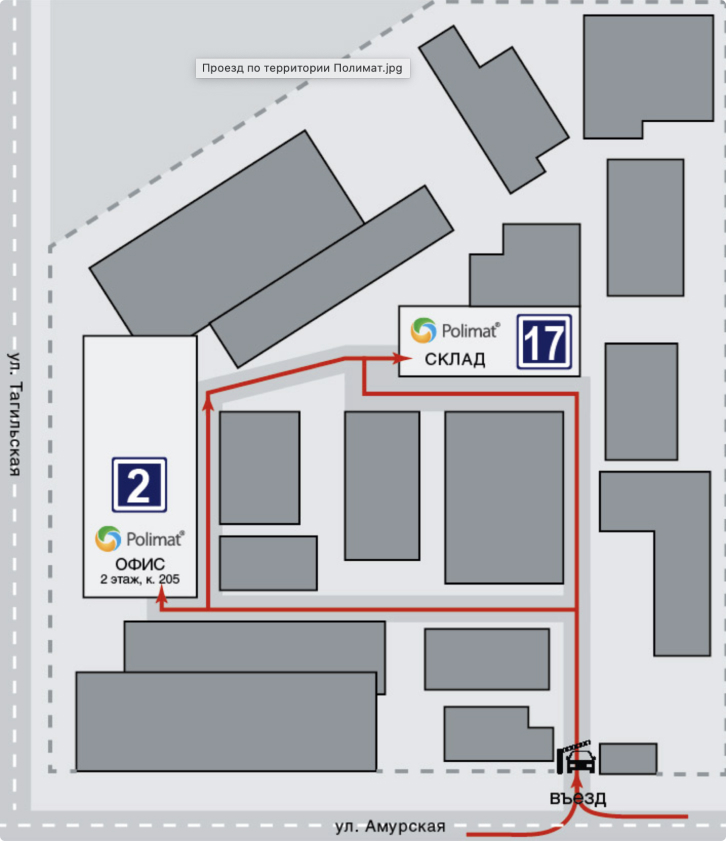 Проезд по территории Полимат.jpg
Polimat®
17
СКЛАД
ул. Тагильская
2
Polimat®
ОФИС
2 этаж, к. 205
въезд
ул. Амурская